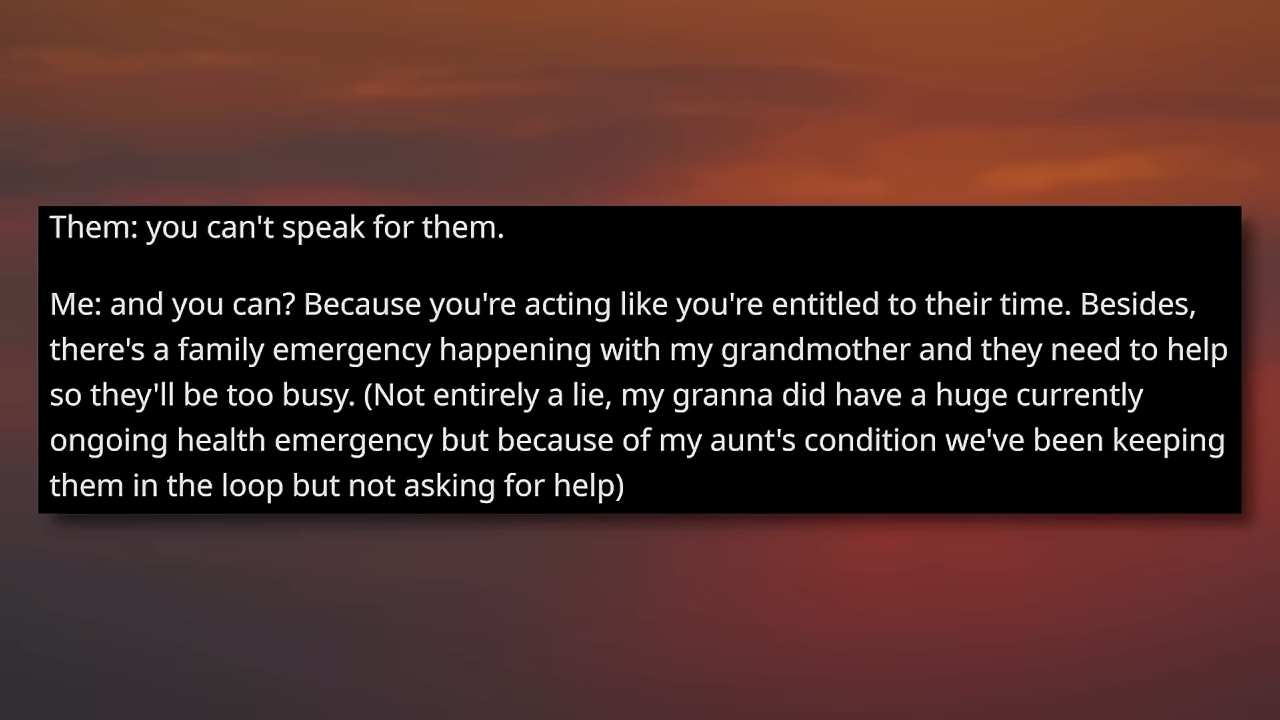 Them: you can't speak for them.
Me: and you can? Because you're acting like you're entitled to their time. Besides,
there's a family emergency happening with my grandmother and they need to help
so they'll be too busy. (Not entirely a lie, my granna did have a huge currently
ongoing health emergency but because of my aunt's condition we've been keeping
them in the loop but not asking for help)